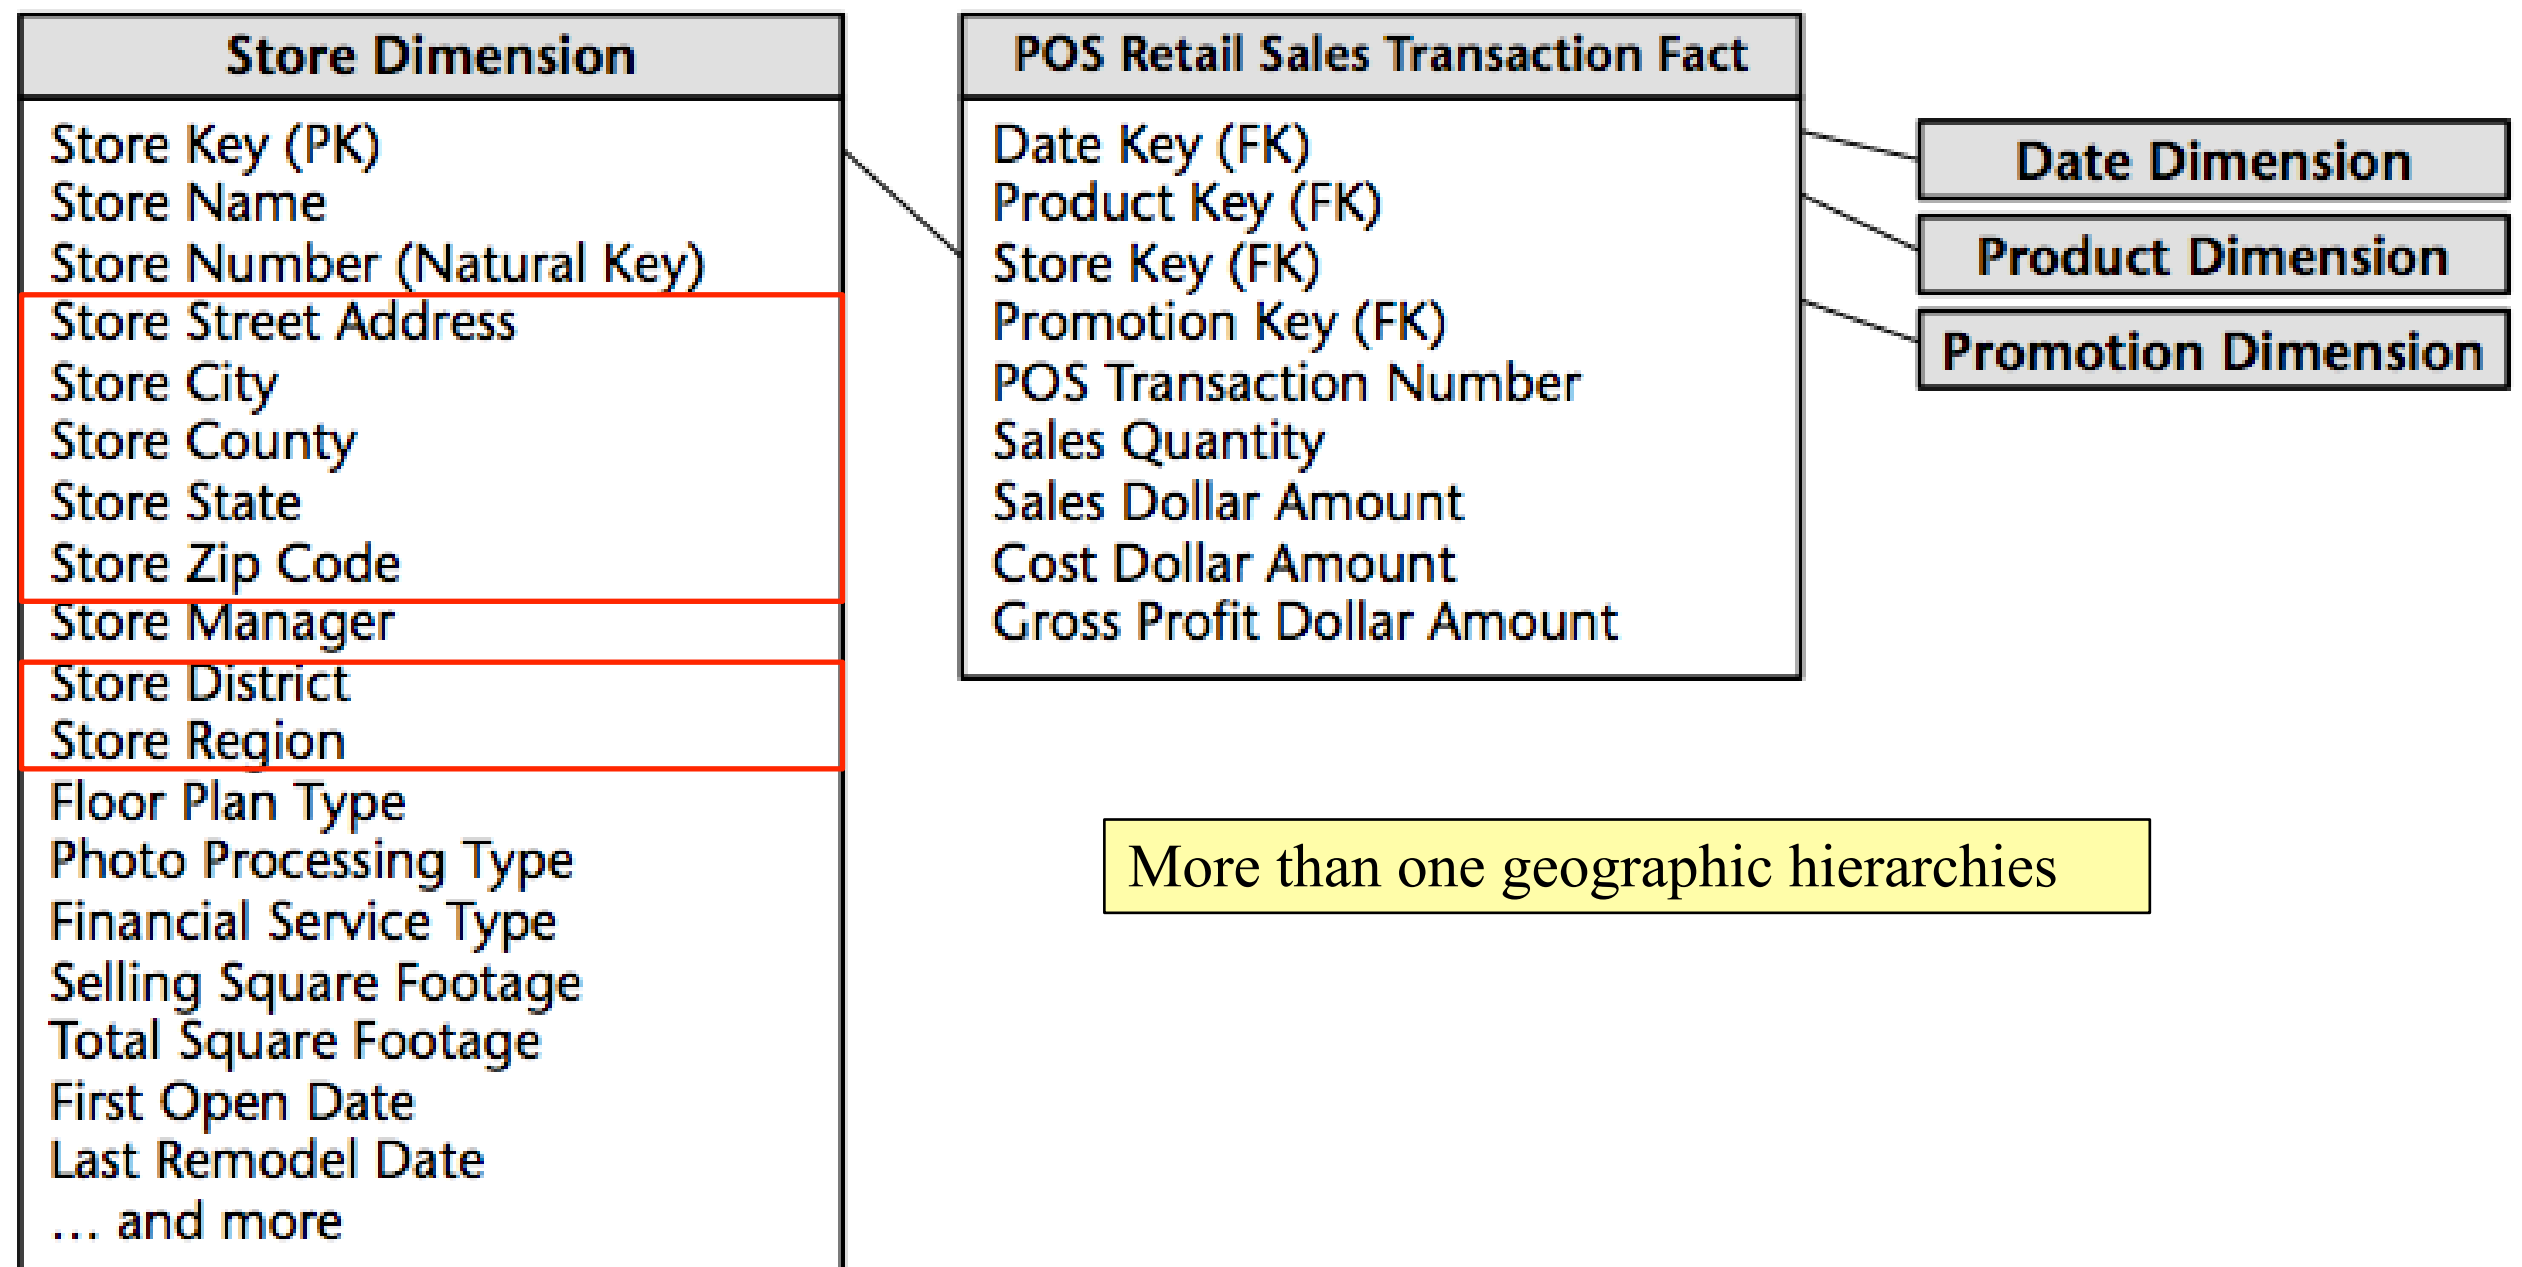 Store Dimension
Store Key (PK)
Store Name
Store Number (Natural Key)
Store Street Address
Store City
Store County
Store State
Store Zip Code
Store Manager
Store District
Store Region
Floor Plan Type
Photo Processing Type
Financial Service Type
Selling Square Footage
Total Square Footage
First Open Date
Last Remodel Date
... and more
POS Retail Sales Transaction Fact
Date Key (FK)
Product Key (FK)
Store Key (FK)
Promotion Key (FK)
POS Transaction Number
Sales Quantity
Sales Dollar Amount
Cost Dollar Amount
Gross Profit Dollar Amount
Date Dimension
Product Dimension
Promotion Dimension
More than one geographic hierarchies